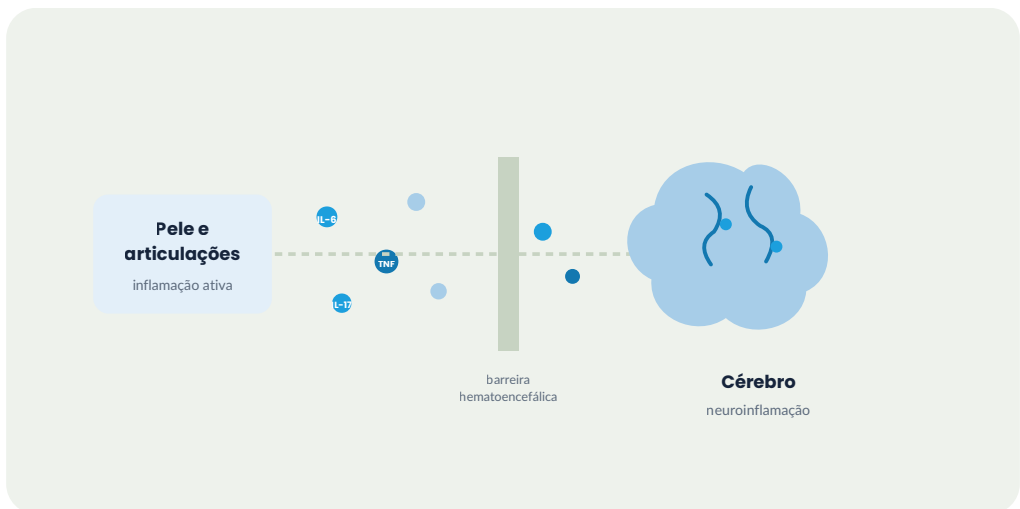 Pele e
articulações
inflamação ativa
IL-6
TNF
IL-17
barreira
hematoencefálica
Cérebro
neuroinflamação